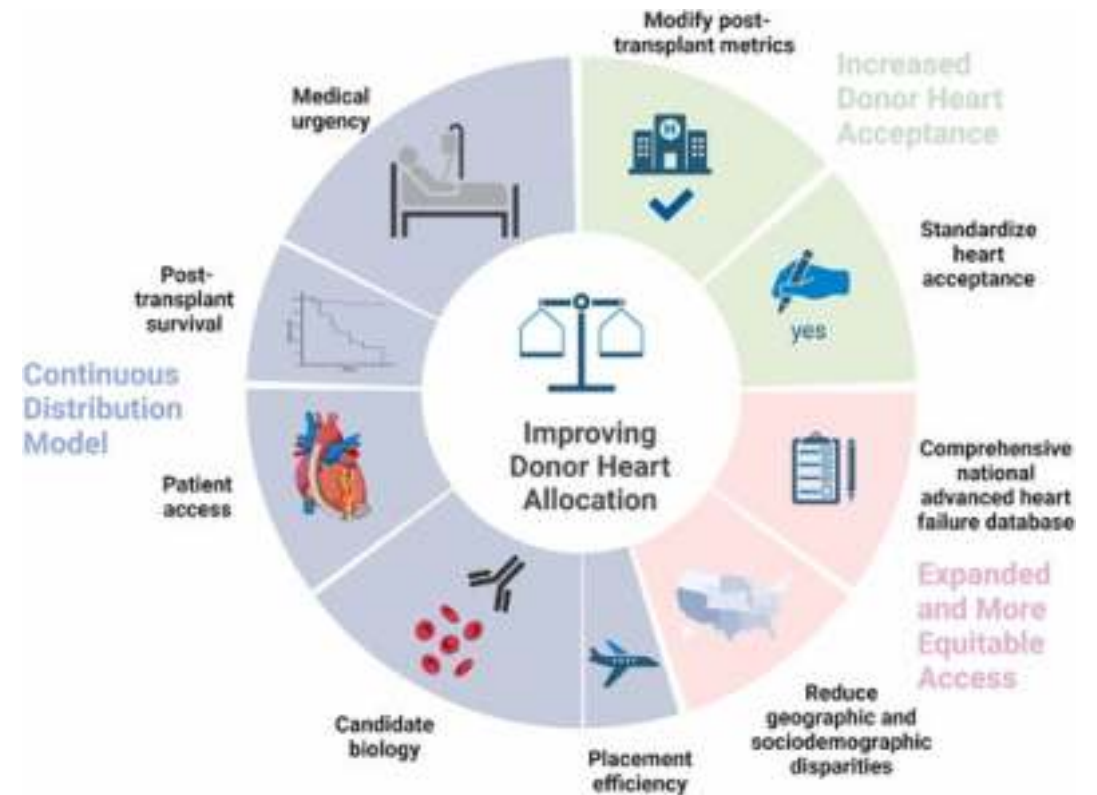 Modify post-
transplant metrics
Increased
Donor Heart
Acceptance
Medical
urgency
Standardize
heart
acceptance
yes
H
Post-
transplant
survival
Continuous
Distribution
Model
Patient
access
Improving
Donor Heart
Allocation
Comprehensive
national
advanced heart
failure database
Expanded
and More
Equitable
Access
Reduce
geographic and
sociodemographic
disparities
Candidate
biology
Placement
efficiency